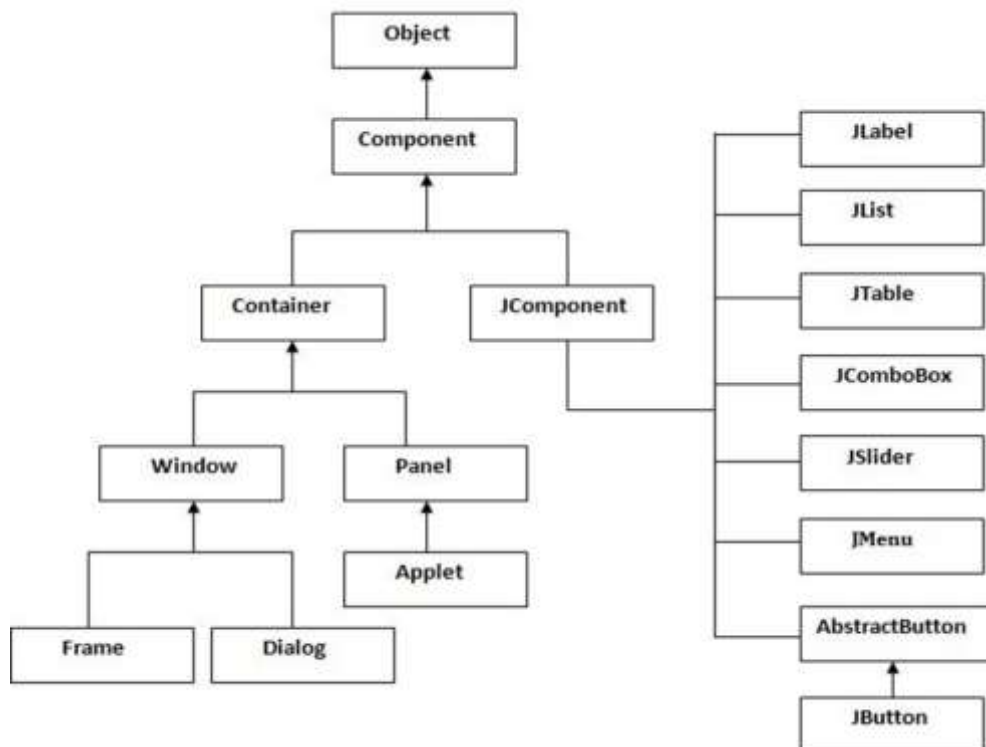 Object
Component
Container
JComponent
Window
Panel
Applet
Frame
Dialog
JLabel
JList
JTable
JComboBox
JSlider
JMenu
AbstractButton
JButton